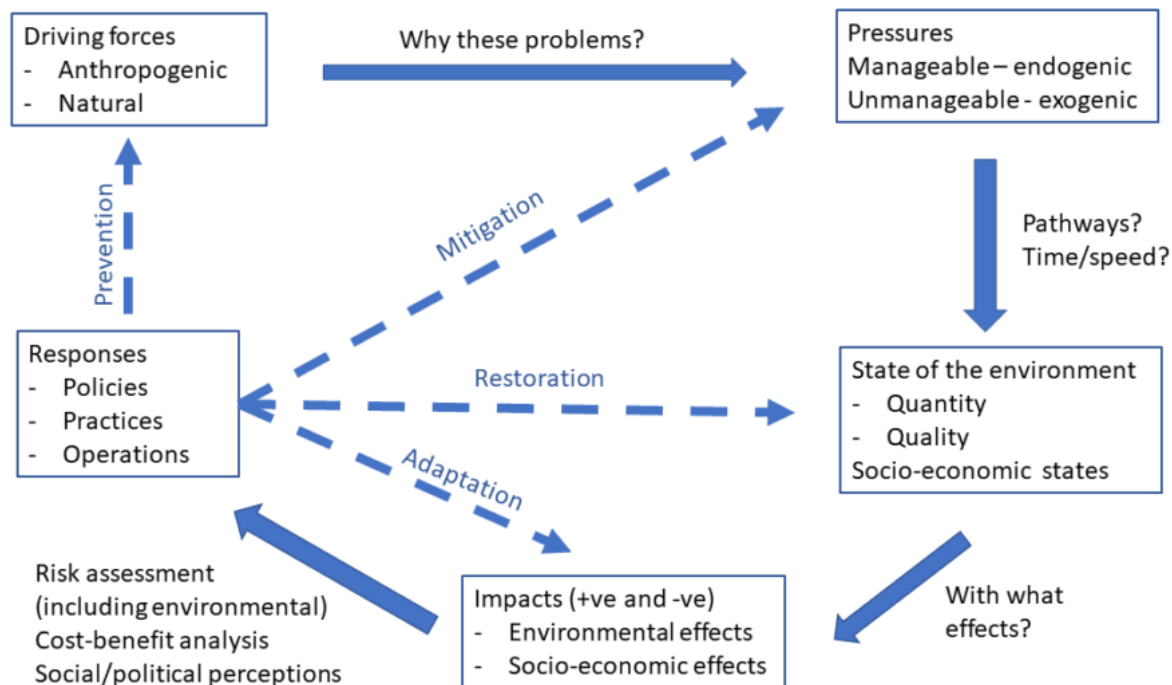 Driving forces
- Anthropogenic
- Natural
Why these problems?
Pressures
Manageable – endogenic
Unmanageable - exogenic
Prevention
Mitigation
Pathways?
Time/speed?
Responses
- Policies
- Practices
- Operations
Restoration
State of the environment
- Quantity
- Quality
Socio-economic states
Adaptation
Risk assessment
(including environmental)
Cost-benefit analysis
Social/political perceptions
Impacts (+ve and -ve)
- Environmental effects
- Socio-economic effects
With what
effects?